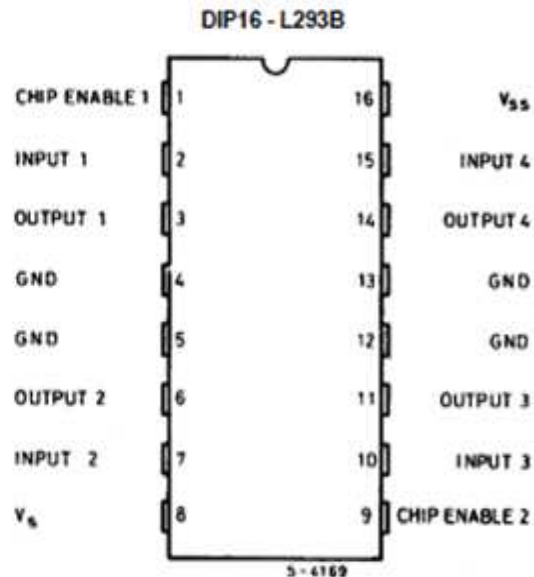 DIP16 - L293B
CHIP ENABLE 1 1 16 Vss
INPUT 1 2 15 INPUT 4
OUTPUT 1 3 14 OUTPUT 4
GND 4 13 GND
GND 5 12 GND
OUTPUT 2 6 11 OUTPUT 3
INPUT 2 7 10 INPUT 3
Vs 8 9 CHIP ENABLE 2
5-4169